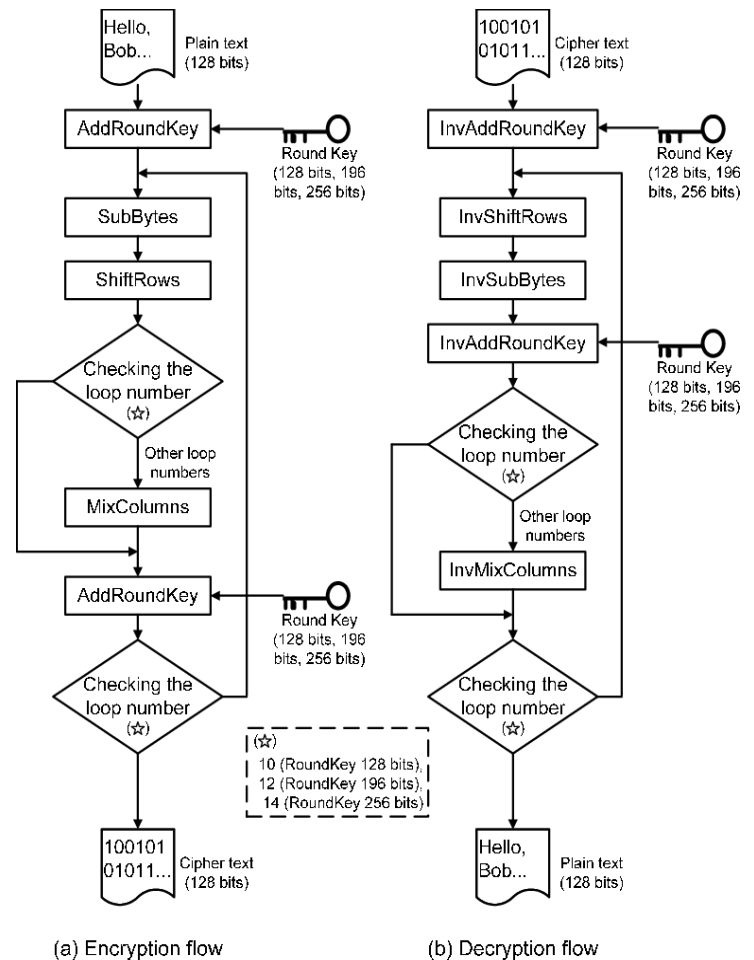 Hello,
Bob...
Plain text
(128 bits)
AddRoundKey
Round Key
(128 bits, 196
bits, 256 bits)
SubBytes
ShiftRows
Checking the
loop number
(☆)
Other loop
numbers
MixColumns
AddRoundKey
Round Key
(128 bits, 196
bits, 256 bits)
Checking the
loop number
(☆)
100101
01011...
Cipher text
(128 bits)
(a) Encryption flow
(☆)
10 (RoundKey 128 bits),
12 (RoundKey 196 bits),
14 (RoundKey 256 bits)
100101
01011...
Cipher text
(128 bits)
InvAddRoundKey
Round Key
(128 bits, 196
bits, 256 bits)
InvShiftRows
InvSubBytes
InvAddRoundKey
Round Key
(128 bits, 196
bits, 256 bits)
Checking the
loop number
(☆)
Other loop
numbers
InvMixColumns
Checking the
loop number
(☆)
Hello,
Bob...
Plain text
(128 bits)
(b) Decryption flow